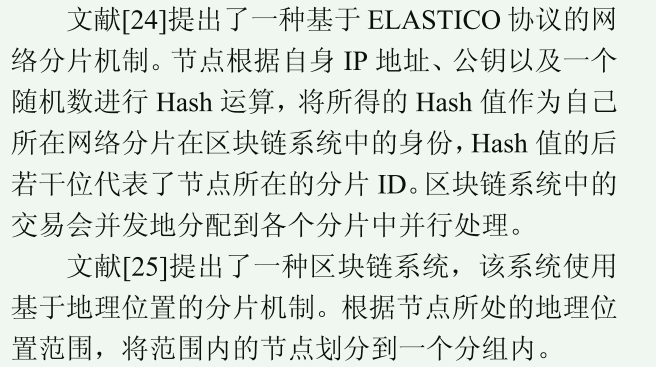 文献[24]提出了一种基于 ELASTICO 协议的网
络分片机制。节点根据自身 IP 地址、公钥以及一个
随机数进行 Hash 运算，将所得的 Hash 值作为自己
所在网络分片在区块链系统中的身份，Hash 值的后
若干位代表了节点所在的分片 ID。区块链系统中的
交易会并发地分配到各个分片中并行处理。
文献[25]提出了一种区块链系统，该系统使用
基于地理位置的分片机制。根据节点所处的地理位
置范围，将范围内的节点划分到一个分组内。